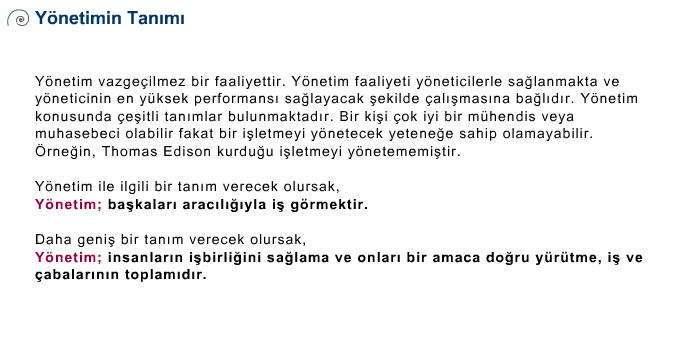 Yönetimin Tanımı
Yönetim vazgeçilmez bir faaliyettir. Yönetim faaliyeti yöneticilerle sağlanmakta ve
yöneticinin en yüksek performansı sağlayacak şekilde çalışmasına bağlıdır. Yönetim
konusunda çeşitli tanımlar bulunmaktadır. Bir kişi çok iyi bir mühendis veya
muhasebeci olabilir fakat bir işletmeyi yönetecek yeteneğe sahip olamayabilir.
Örneğin, Thomas Edison kurduğu işletmeyi yönetememiştir.
Yönetim ile ilgili bir tanım verecek olursak,
Yönetim; başkaları aracılığıyla iş görmektir.
Daha geniş bir tanım verecek olursak,
Yönetim; insanların işbirliğini sağlama ve onları bir amaca doğru yürütme, iş ve
çabalarının toplamıdır.